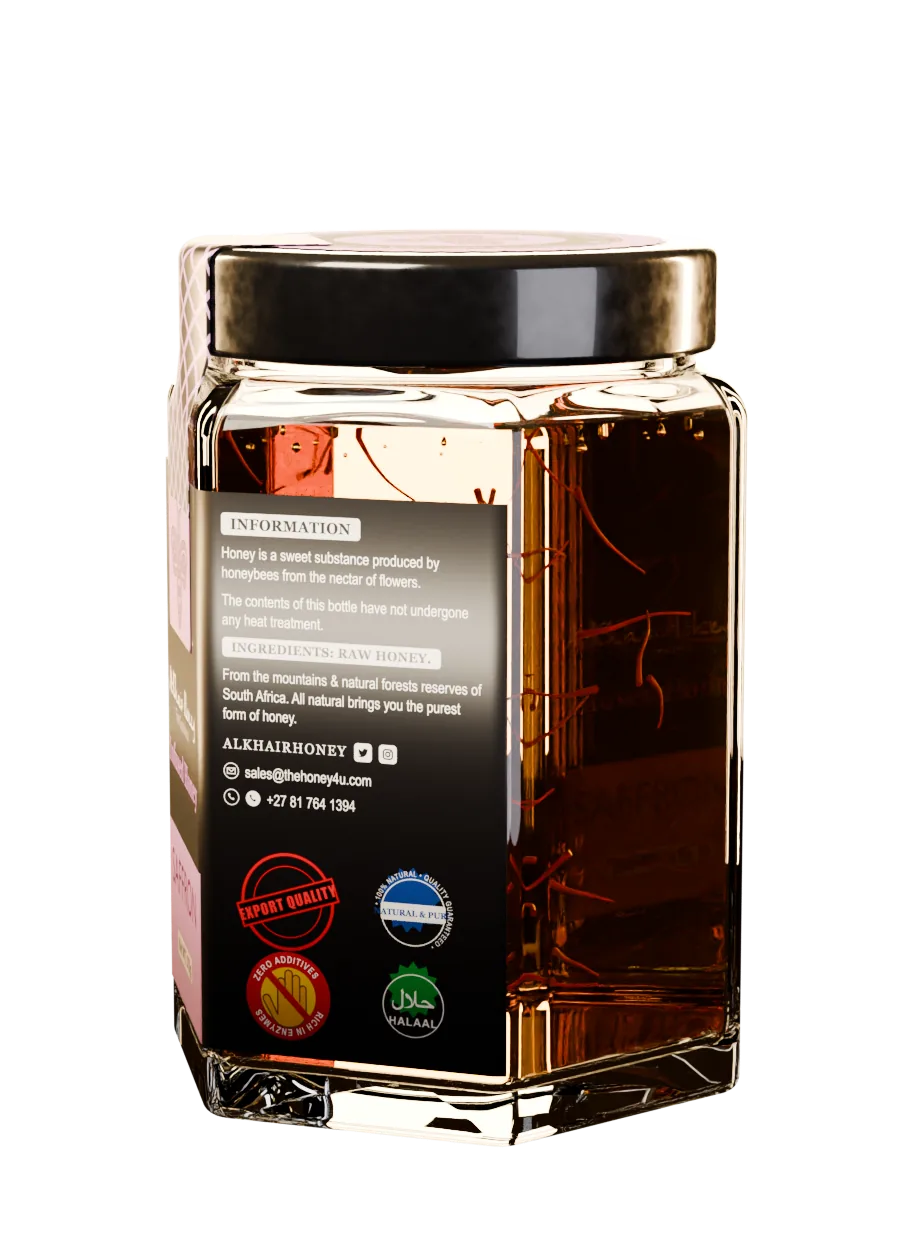 INFORMATION
Honey is a sweet substance produced by
honeybees from the nectar of flowers.
The contents of this bottle have not undergone
any heat treatment.
INGREDIENTS: RAW HONEY.
From the mountains & natural forests reserves of
South Africa. All natural brings you the purest
form of honey.
ALKHAIRHONEY
sales@thehoney4u.com
+27 81 764 1394
EXPORT QUALITY
100% NATURAL • QUALITY GUARANTEED •
NATURAL & PUR
ZERO ADDITIVES
RICH IN ENZYMES
حلال
HALAAL
SAFFRON